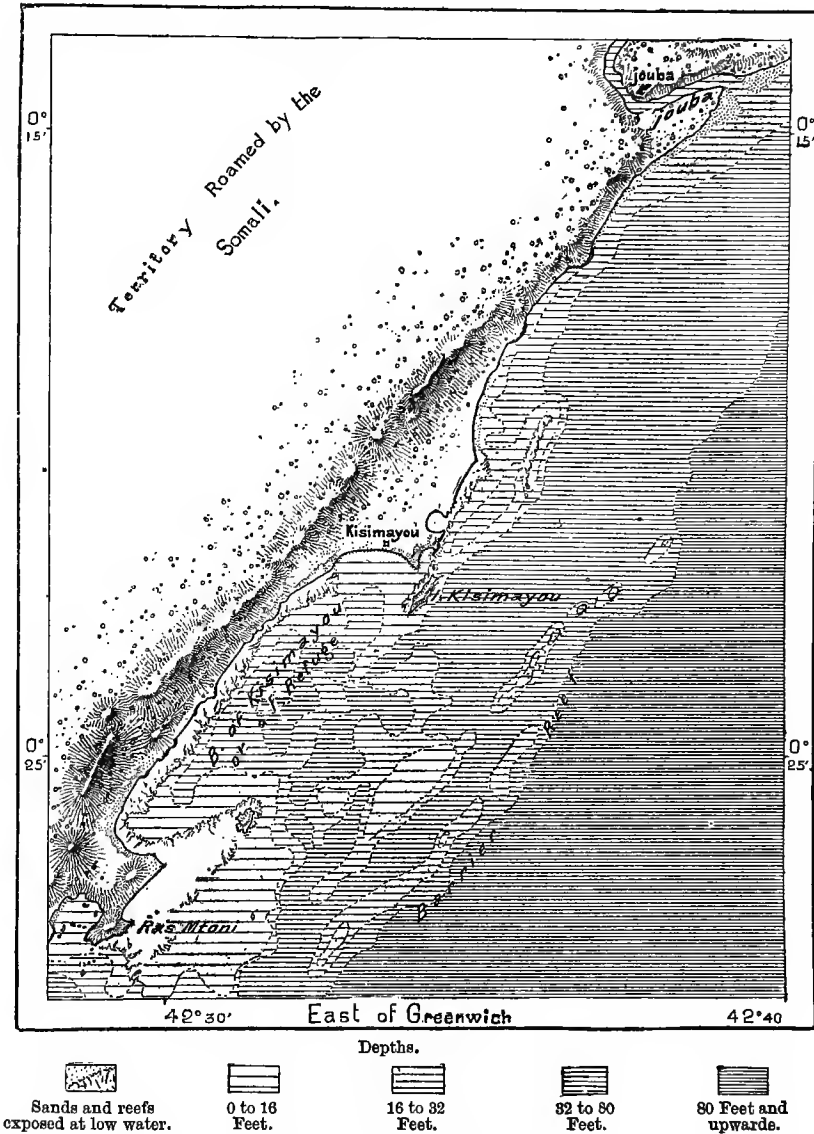 jouba
jouba
0° 15′
0° 15′
Territory Roamed by the
Somali.
Kisimayou
I. Kisimayou
B. of Kisimayou
or
of Refuge
Barrier Reef
0° 25′
0° 25′
Ras Mtoni
42° 30′ East of Greenwich 42° 40
Depths.
Sands and reefs exposed at low water.
0 to 16 Feet.
16 to 32 Feet.
32 to 80 Feet.
80 Feet and upwards.